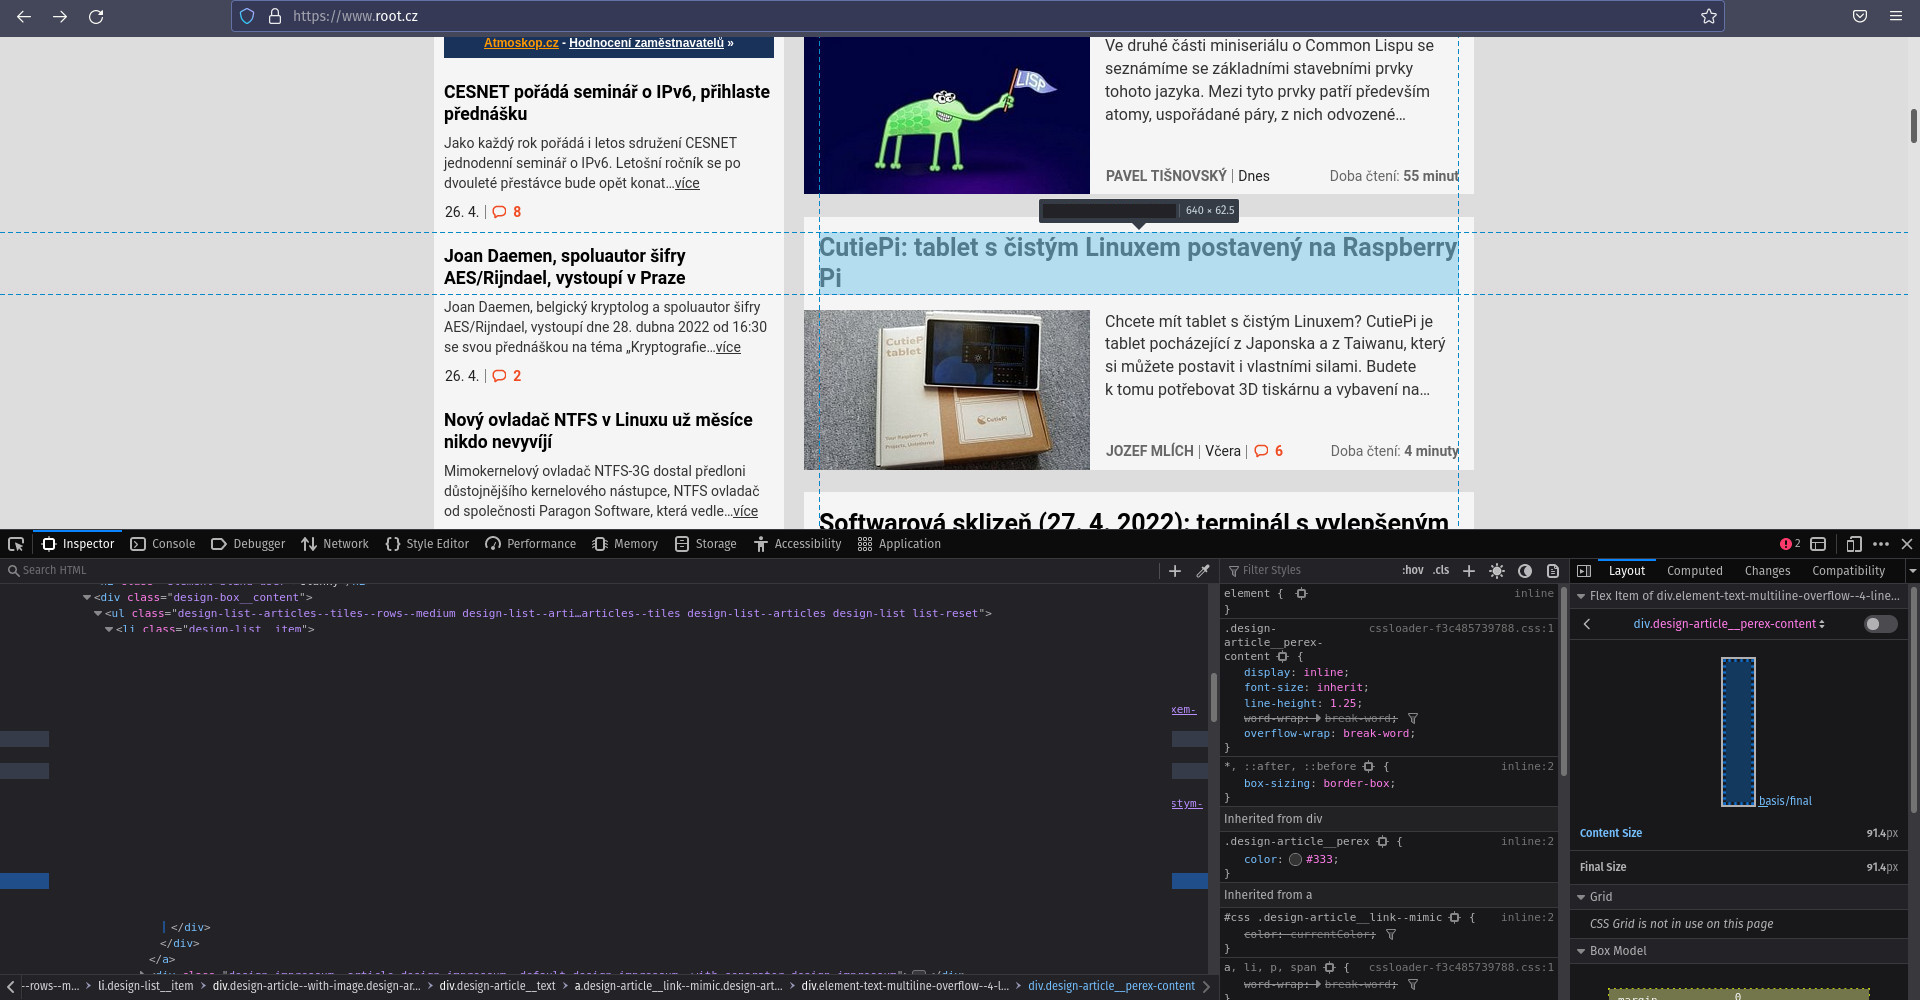 https://www.root.cz
Atmoskop.cz - Hodnocení zaměstnavatelů »
CESNET pořádá seminář o IPv6, přihlaste
přednášku
Jako každý rok pořádá i letos sdružení CESNET
jednodenní seminář o IPv6. Letošní ročník se po
dvouleté přestávce bude opět konat…více
26. 4. | 8
Joan Daemen, spoluautor šifry
AES/Rijndael, vystoupí v Praze
Joan Daemen, belgický kryptolog a spoluautor šifry
AES/Rijndael, vystoupí dne 28. dubna 2022 od 16:30
se svou přednáškou na téma „Kryptografie…více
26. 4. | 2
Nový ovladač NTFS v Linuxu už měsíce
nikdo nevyvíjí
Mimokernelový ovladač NTFS-3G dostal předloni
důstojnějšího kernelového nástupce, NTFS ovladač
od společnosti Paragon Software, která vedle…více
LISP
Ve druhé části miniseriálu o Common Lispu se
seznámíme se základními stavebními prvky
tohoto jazyka. Mezi tyto prvky patří především
atomy, uspořádané páry, z nich odvozené…
PAVEL TIŠNOVSKÝ | Dnes
Doba čtení: 55 minut
640 × 62.5
CutiePi: tablet s čistým Linuxem postavený na Raspberry
Pi
CutiePi
tablet
Your Raspberry Pi
Projects, Untethered
CutiePi
Chcete mít tablet s čistým Linuxem? CutiePi je
tablet pocházející z Japonska a z Taiwanu, který
si můžete postavit i vlastními silami. Budete
k tomu potřebovat 3D tiskárnu a vybavení na…
JOZEF MLÍCH | Včera | 6
Doba čtení: 4 minuty
Softwarová sklizeň (27. 4. 2022): terminál s vylepšeným
Inspector Console Debugger Network Style Editor Performance Memory Storage Accessibility Application
2
Search HTML
<div class="design-box__content">
<ul class="design-list--articles--tiles--rows--medium design-list--arti…articles--tiles design-list--articles design-list list-reset">
<li class="design-list__item">
xem-
stym-
</div>
</div>
</a>
--rows--m... > li.design-list__item > div.design-article--with-image.design-ar... > div.design-article__text > a.design-article__link--mimic.design-art... > div.element-text-multiline-overflow--4-l... > div.design-article__perex-content
Filter Styles
:hov .cls
element { inline
}
.design- cssloader-f3c485739788.css:1
article__perex-
content {
display: inline;
font-size: inherit;
line-height: 1.25;
word-wrap: break-word;
overflow-wrap: break-word;
}
*, ::after, ::before { inline:2
box-sizing: border-box;
}
Inherited from div
.design-article__perex { inline:2
color: #333;
}
Inherited from a
#css .design-article__link--mimic { inline:2
color: currentColor;
}
a, li, p, span { cssloader-f3c485739788.css:1
word-wrap: break-word;
}
Layout Computed Changes Compatibility
Flex Item of div.element-text-multiline-overflow--4-line...
div.design-article__perex-content
basis/final
Content Size 91.4px
Final Size 91.4px
Grid
CSS Grid is not in use on this page
Box Model
margin 0